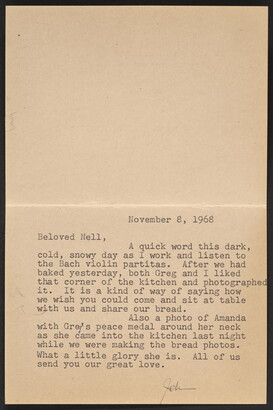 November 8, 1968
Beloved Nell,
A quick word this dark,
cold, snowy day as I work and listen to
the Bach violin partitas. After we had
baked yesterday, both Greg and I liked
that corner of the kitchen and photographed
it. It is a kind of way of saying how
we wish you could come and sit at table
with us and share our bread.
Also a photo of Amanda
with Greg's peace medal around her neck
as she came into the kitchen last night
while we were making the bread photos.
What a little glory she is. All of us
send you our great love.
John